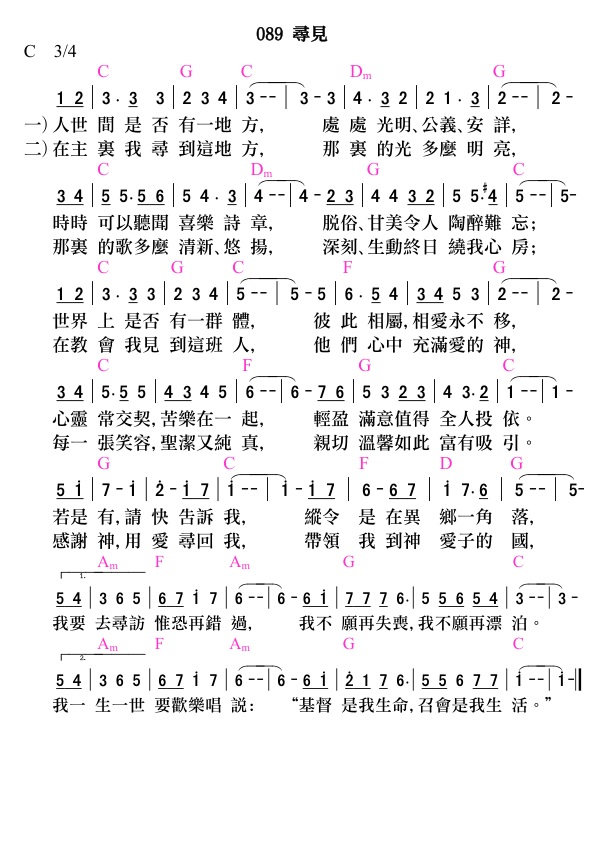 089 尋見
C 3/4
C G C Dm G
1 2 | 3 . 3 3 | 2 3 4 | 3 - - | 3 - 3 | 4 . 3 2 | 2 1 . 3 | 2 - - | 2 -
一) 人世 間 是 否 有一地 方, 處 處 光明、公義、安 詳,
二) 在主 裏 我 尋 到這地 方, 那 裏 的光 多麼 明 亮,
C Dm G C
3 4 | 5 5 . 5 6 | 5 4 . 3 | 4 - - | 4 - 2 3 | 4 4 3 2 | 5 5 . #4 | 5 - - | 5 -
時時 可以聽聞 喜樂 詩 章, 脫俗、甘美令人 陶醉難 忘;
那裏 的歌多麼 清新、悠 揚, 深刻、生動終日 繞我心 房;
C G C F G
1 2 | 3 . 3 3 | 2 3 4 | 5 - - | 5 - 5 | 6 . 5 4 | 3 4 5 3 | 2 - - | 2 -
世界 上 是否 有一群 體, 彼 此 相屬,相愛永不 移,
在教 會 我見 到這班 人, 他 們 心中 充滿愛的 神,
C F G C
3 4 | 5 . 5 5 | 4 3 4 5 | 6 - - | 6 - 7 6 | 5 3 2 5 | 4 3 . 2 | 1 - - | 1 -
心靈 常交契,苦樂在一 起, 輕盈 滿意值得 全人投 依。
每一 張笑容,聖潔又純 真, 親切 溫馨如此 富有吸 引。
G C F D G
5 1̇ | 7 - 1̇ | 2̇ - 1̇ 7 | 1̇ - - | 1̇ - 1̇ 7 | 6 - 6 7 | 1̇ 7 . 6 | 5 - - | 5 -
若是 有,請 快 告訴 我, 縱令 是 在異 鄉一角 落,
感謝 神,用 愛 尋回 我, 帶領 我 到神 愛子的 國,
Am F Am G C
1.
5 4 | 3 6 5 | 6 7 1̇ 7 | 6 - - | 6 - 6 1̇ | 7 7 7 6 . | 5 5 6 5 4 | 3 - - | 3 -
我要 去尋訪 惟恐再錯 過, 我不 願再失喪,我不願再漂 泊。
Am F Am G C
2.
5 4 | 3 6 5 | 6 7 1̇ 7 | 6 - - | 6 - 6 1̇ | 2̇ 1̇ 7 6 . | 5 5 6 7 7 | 1̇ - - | 1̇ -
我一 生一世 要歡樂唱 說: “基督 是我生命,召會是我生 活。”